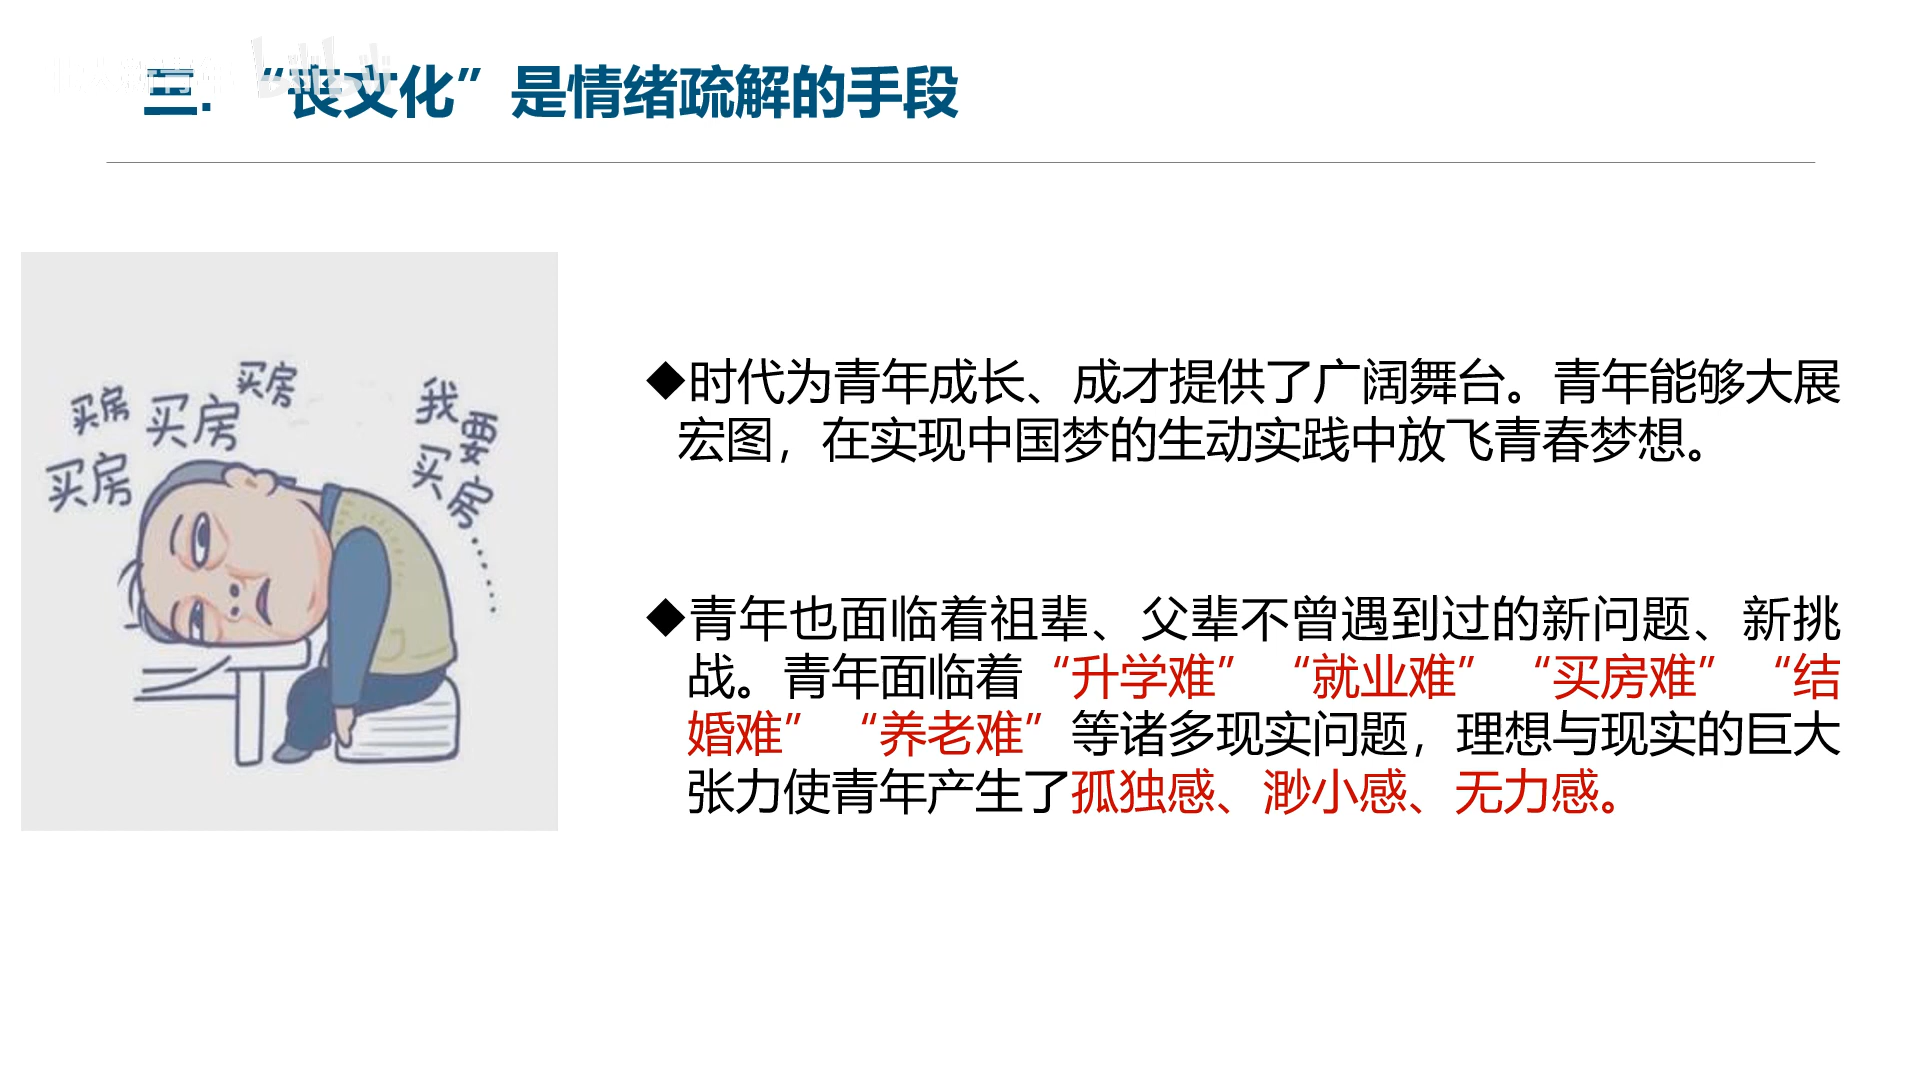 三.“丧文化”是情绪疏解的手段
bilibili
买房
买房
买房
买房
我要
买房……
◆时代为青年成长、成才提供了广阔舞台。青年能够大展
宏图，在实现中国梦的生动实践中放飞青春梦想。
◆青年也面临着祖辈、父辈不曾遇到过的新问题、新挑
战。青年面临着“升学难”“就业难”“买房难”“结
婚难”“养老难”等诸多现实问题，理想与现实的巨大
张力使青年产生了孤独感、渺小感、无力感。